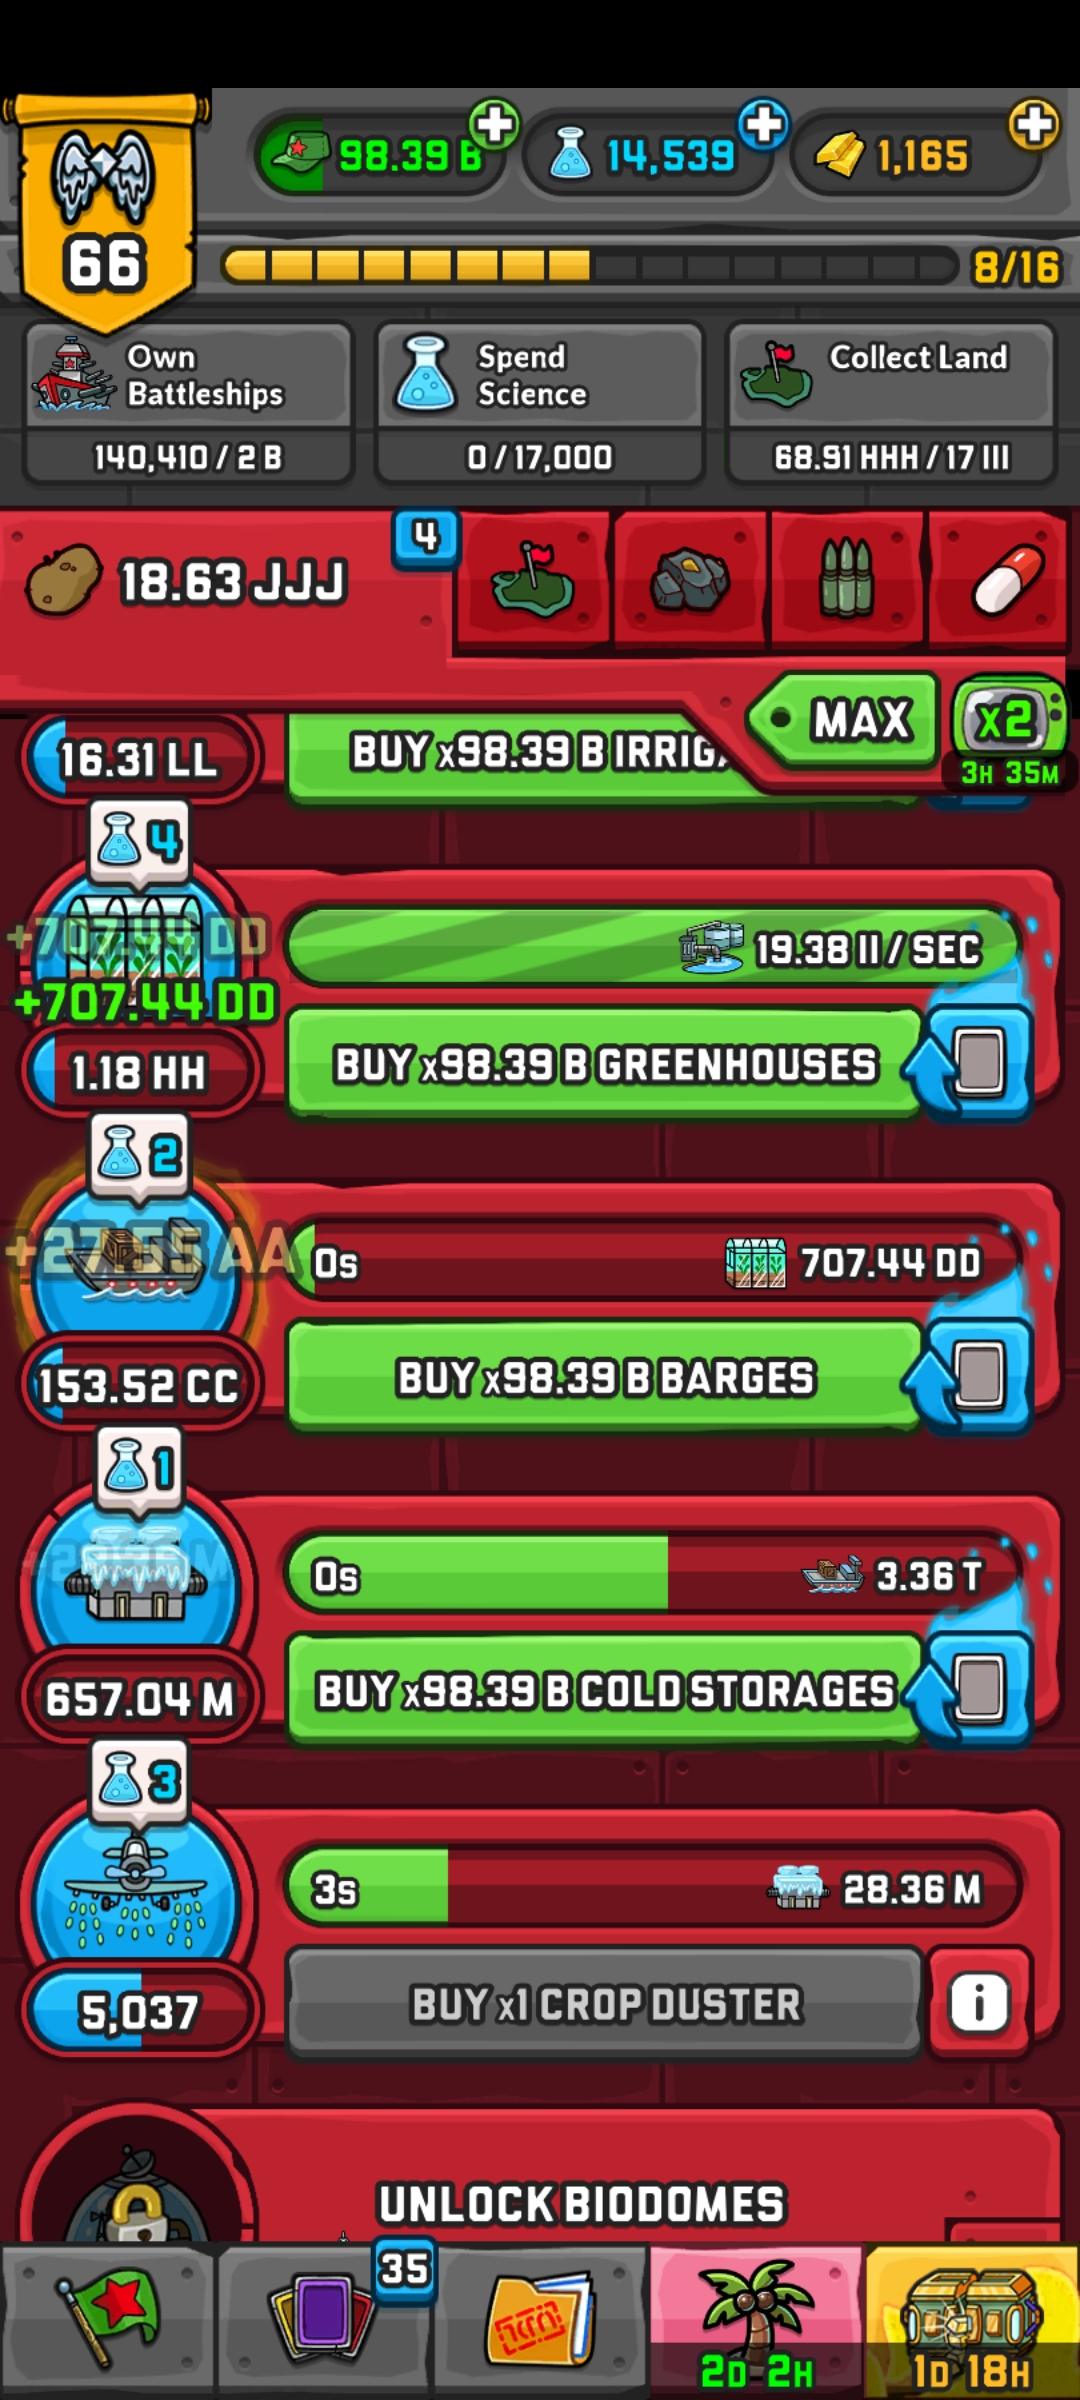 98.39 B
14,539
1,165
66
8/16
Own
Battleships
140,410 / 2 B
Spend
Science
0 / 17,000
Collect Land
68.91 HHH / 17 III
18.63 JJJ
4
MAX
x2
3H 35M
16.31 LL
BUY x98.39 B IRRIG
4
+707.44 DD
+707.44 DD
19.38 II / SEC
1.18 HH
BUY x98.39 B GREENHOUSES
2
+27.55 AA
0s
707.44 DD
153.52 CC
BUY x98.39 B BARGES
1
0s
3.36 T
657.04 M
BUY x98.39 B COLD STORAGES
3
3s
28.36 M
5,037
BUY x1 CROP DUSTER
i
UNLOCK BIODOMES
35
2D 2H
1D 18H